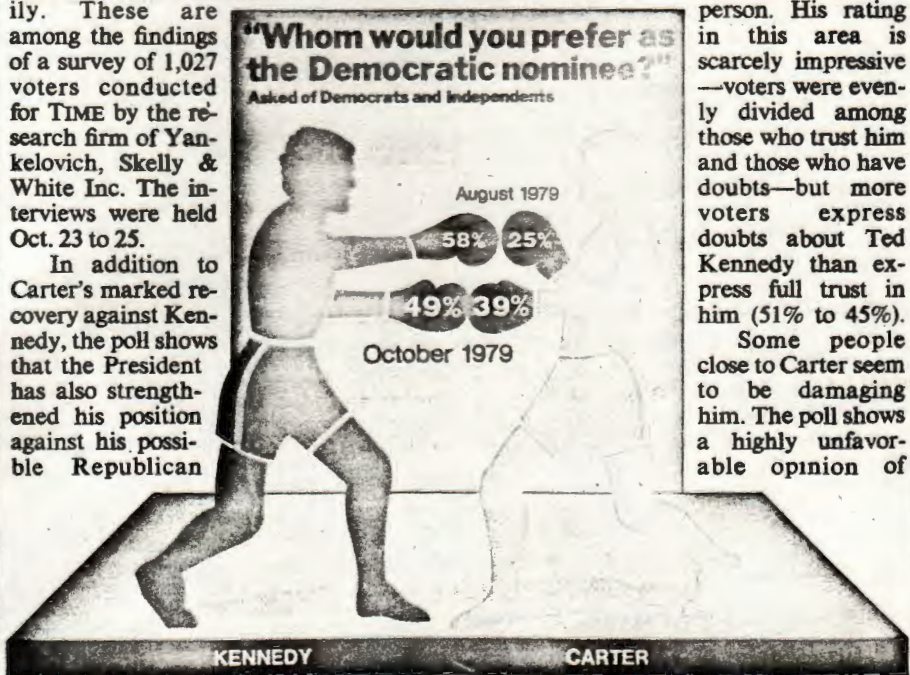 ily. These are
among the findings
of a survey of 1,027
voters conducted
for TIME by the re-
search firm of Yan-
kelovich, Skelly &
White Inc. The in-
terviews were held
Oct. 23 to 25.
In addition to
Carter's marked re-
covery against Ken-
nedy, the poll shows
that the President
has also strength-
ened his position
against his possi-
ble Republican
"Whom would you prefer as
the Democratic nominee?"
Asked of Democrats and Independents
August 1979
58% 25%
49% 39%
October 1979
KENNEDY CARTER
person. His rating
in this area is
scarcely impressive
—voters were even-
ly divided among
those who trust him
and those who have
doubts—but more
voters express
doubts about Ted
Kennedy than ex-
press full trust in
him (51% to 45%).
Some people
close to Carter seem
to be damaging
him. The poll shows
a highly unfavor-
able opinion of